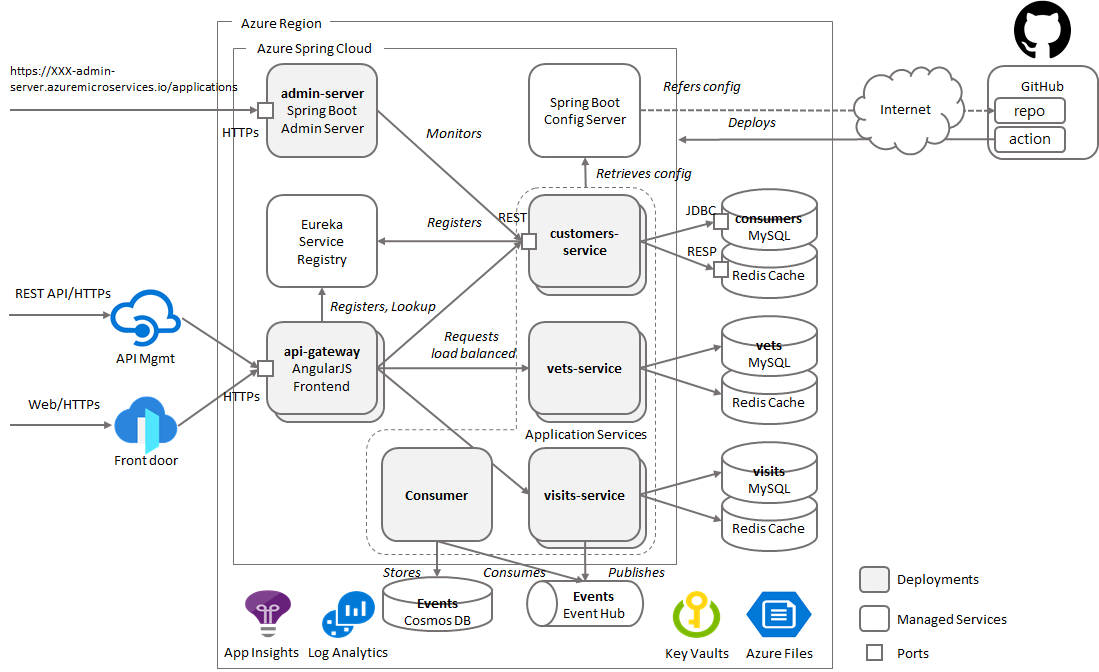 Azure Region
Azure Spring Cloud
https://XXX-admin-
server.azuremicroservices.io/applications
HTTPs
admin-server
Spring Boot
Admin Server
Monitors
Spring Boot
Config Server
Refers config
Deploys
Internet
GitHub
repo
action
Retrieves config
Eureka
Service
Registry
Registers
REST
customers-
service
JDBC
consumers
MySQL
RESP
Redis Cache
REST API/HTTPs
API Mgmt
Registers, Lookup
api-gateway
AngularJS
Frontend
HTTPs
Requests
load balanced
vets-service
vets
MySQL
Redis Cache
Web/HTTPs
Front door
Application Services
Consumer
visits-service
visits
MySQL
Redis Cache
Stores
Consumes
Publishes
Events
Cosmos DB
Events
Event Hub
App Insights
Log Analytics
Key Vaults
Azure Files
Deployments
Managed Services
Ports